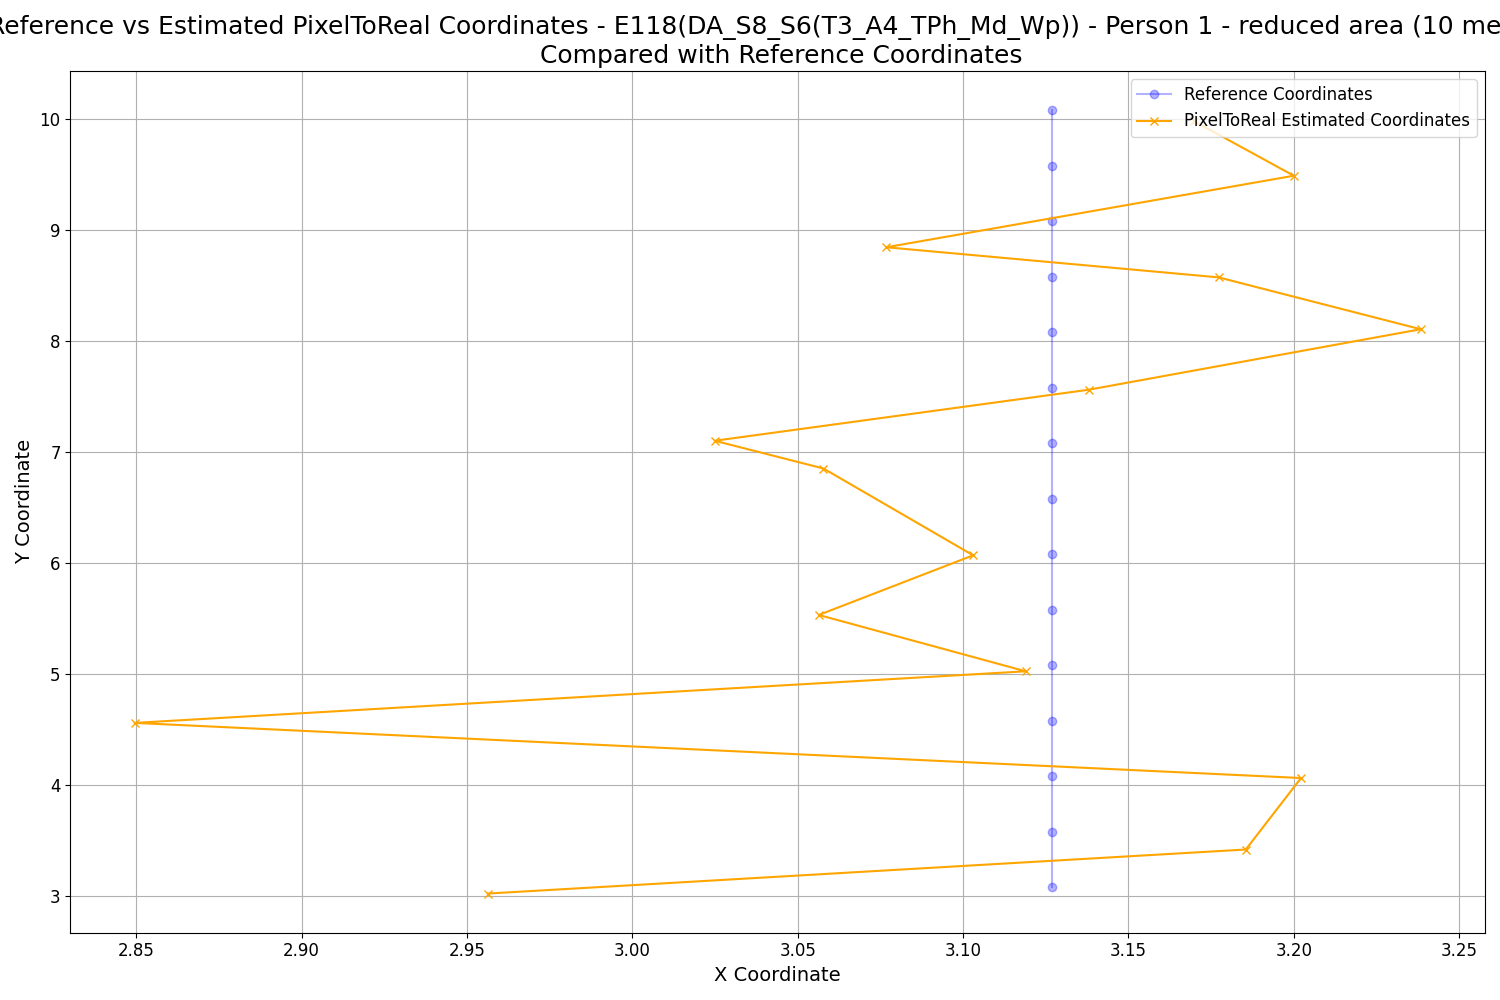 Reference vs Estimated PixelToReal Coordinates - E118(DA_S8_S6(T3_A4_TPh_Md_Wp)) - Person 1 - reduced area (10 me
Compared with Reference Coordinates
Reference Coordinates
PixelToReal Estimated Coordinates
Y Coordinate
10
9
8
7
6
5
4
3
2.85
2.90
2.95
3.00
3.05
3.10
3.15
3.20
3.25
X Coordinate